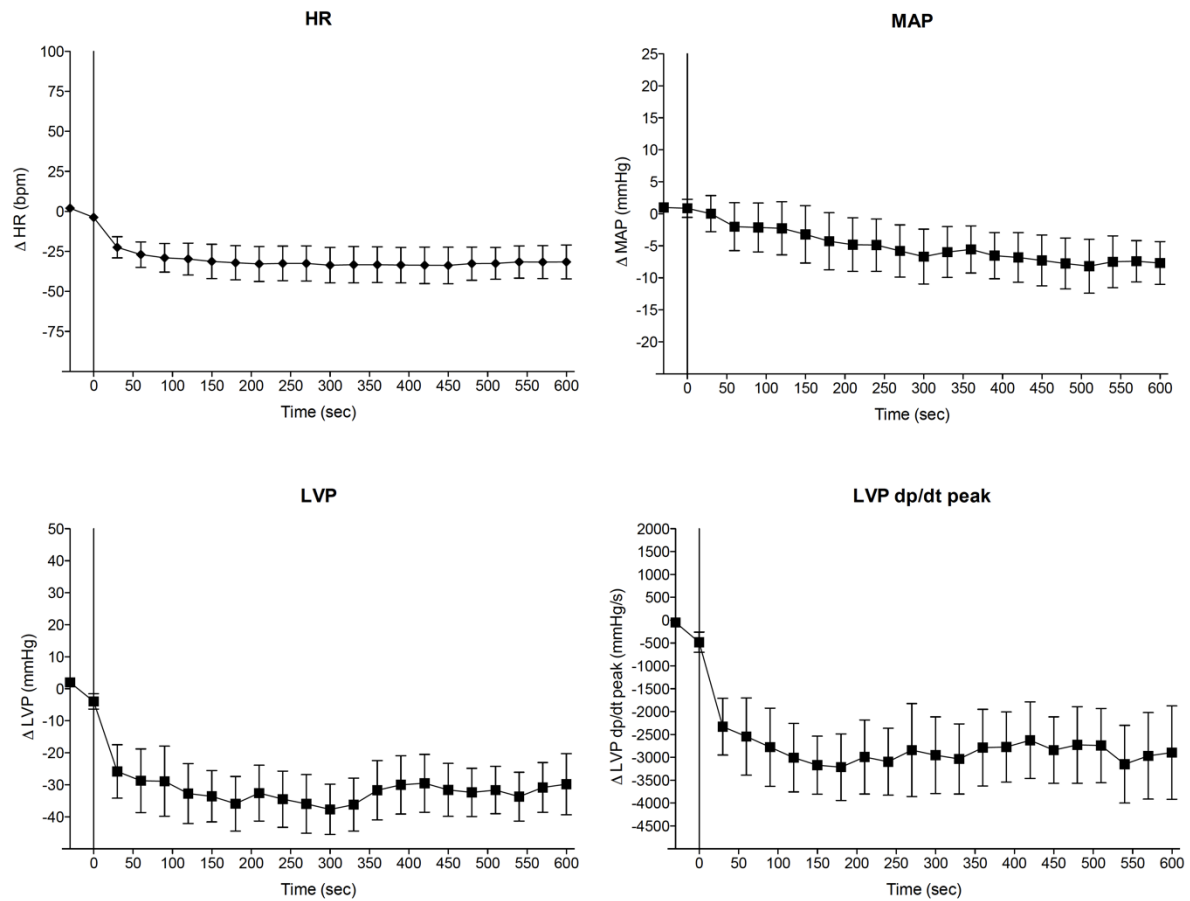 HR
Δ HR (bpm)
100
75
50
25
0
-25
-50
-75
0 50 100 150 200 250 300 350 400 450 500 550 600
Time (sec)
MAP
Δ MAP (mmHg)
25
20
15
10
5
0
-5
-10
-15
-20
0 50 100 150 200 250 300 350 400 450 500 550 600
Time (sec)
LVP
Δ LVP (mmHg)
50
40
30
20
10
0
-10
-20
-30
-40
0 50 100 150 200 250 300 350 400 450 500 550 600
Time (sec)
LVP dp/dt peak
Δ LVP dp/dt peak (mmHg/s)
2000
1500
1000
500
0
-500
-1000
-1500
-2000
-2500
-3000
-3500
-4000
-4500
0 50 100 150 200 250 300 350 400 450 500 550 600
Time (sec)